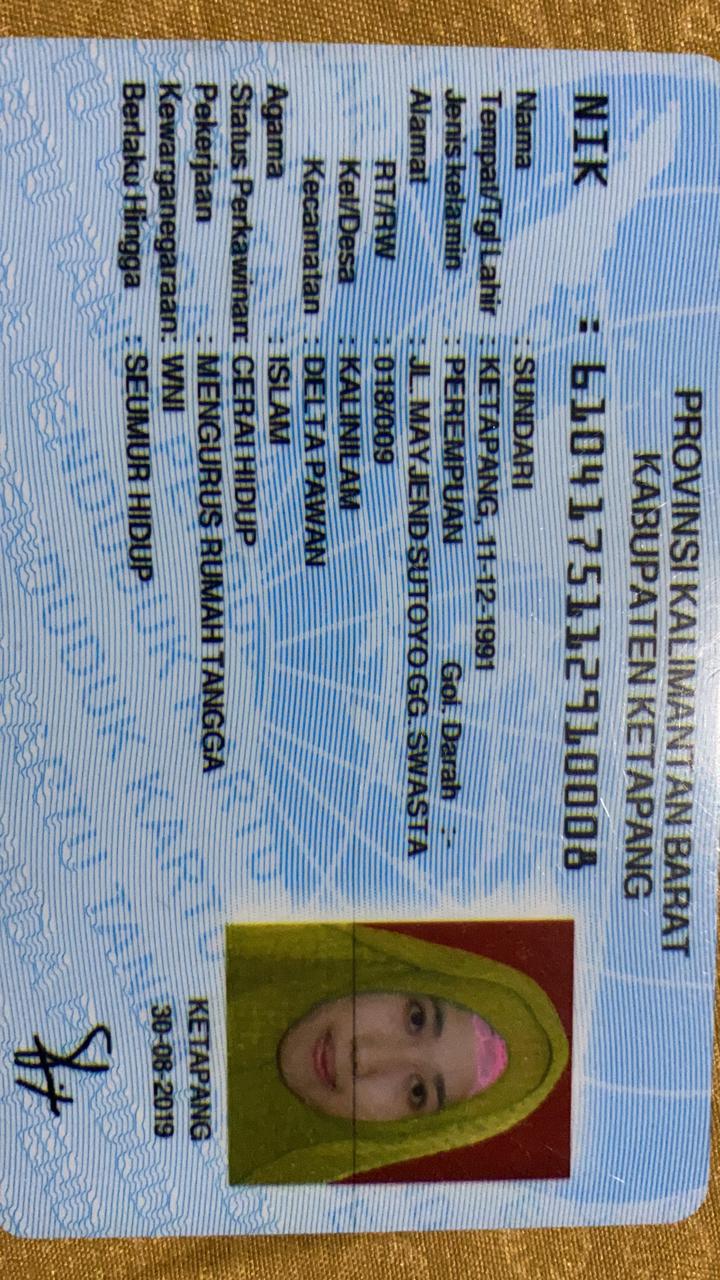 PROVINSI KALIMANTAN BARAT
KABUPATEN KETAPANG
NIK : 6104175112910008
Nama : SUNDARI
Tempat/Tgl Lahir : KETAPANG, 11-12-1991
Jenis kelamin : PEREMPUAN Gol. Darah : -
Alamat : JL. MAYJEND SUTOYO GG. SWASTA
RT/RW : 018/009
Kel/Desa : KALINILAM
Kecamatan : DELTA PAWAN
Agama : ISLAM
Status Perkawinan: CERAI HIDUP
Pekerjaan : MENGURUS RUMAH TANGGA
Kewarganegaraan: WNI
Berlaku Hingga : SEUMUR HIDUP
KETAPANG
30-08-2019